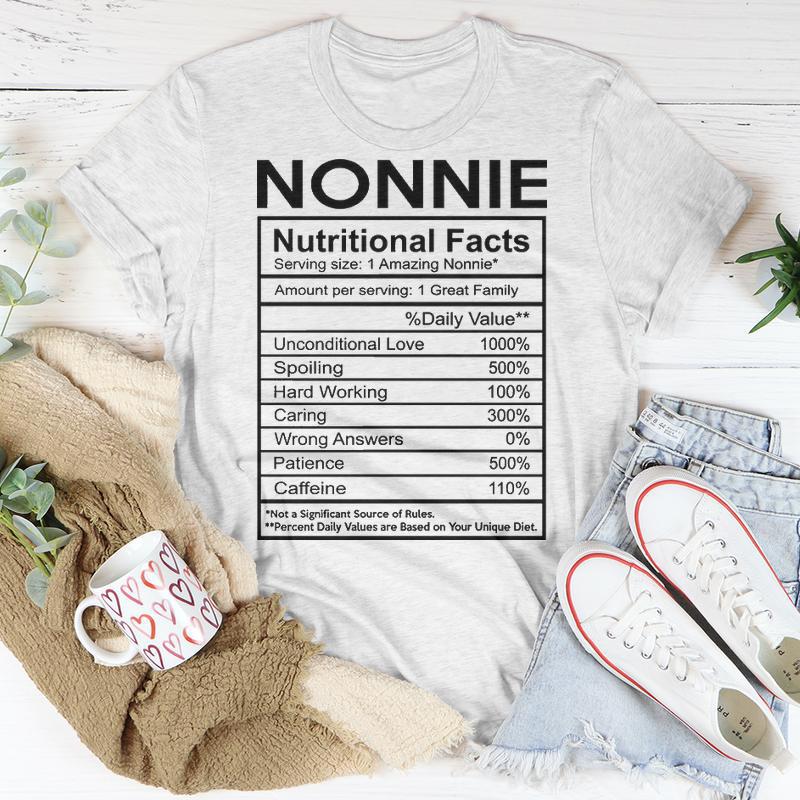 NONNIE
Nutritional Facts
Serving size: 1 Amazing Nonnie*
Amount per serving: 1 Great Family
%Daily Value**
Unconditional Love 1000%
Spoiling 500%
Hard Working 100%
Caring 300%
Wrong Answers 0%
Patience 500%
Caffeine 110%
*Not a Significant Source of Rules.
**Percent Daily Values are Based on Your Unique Diet.